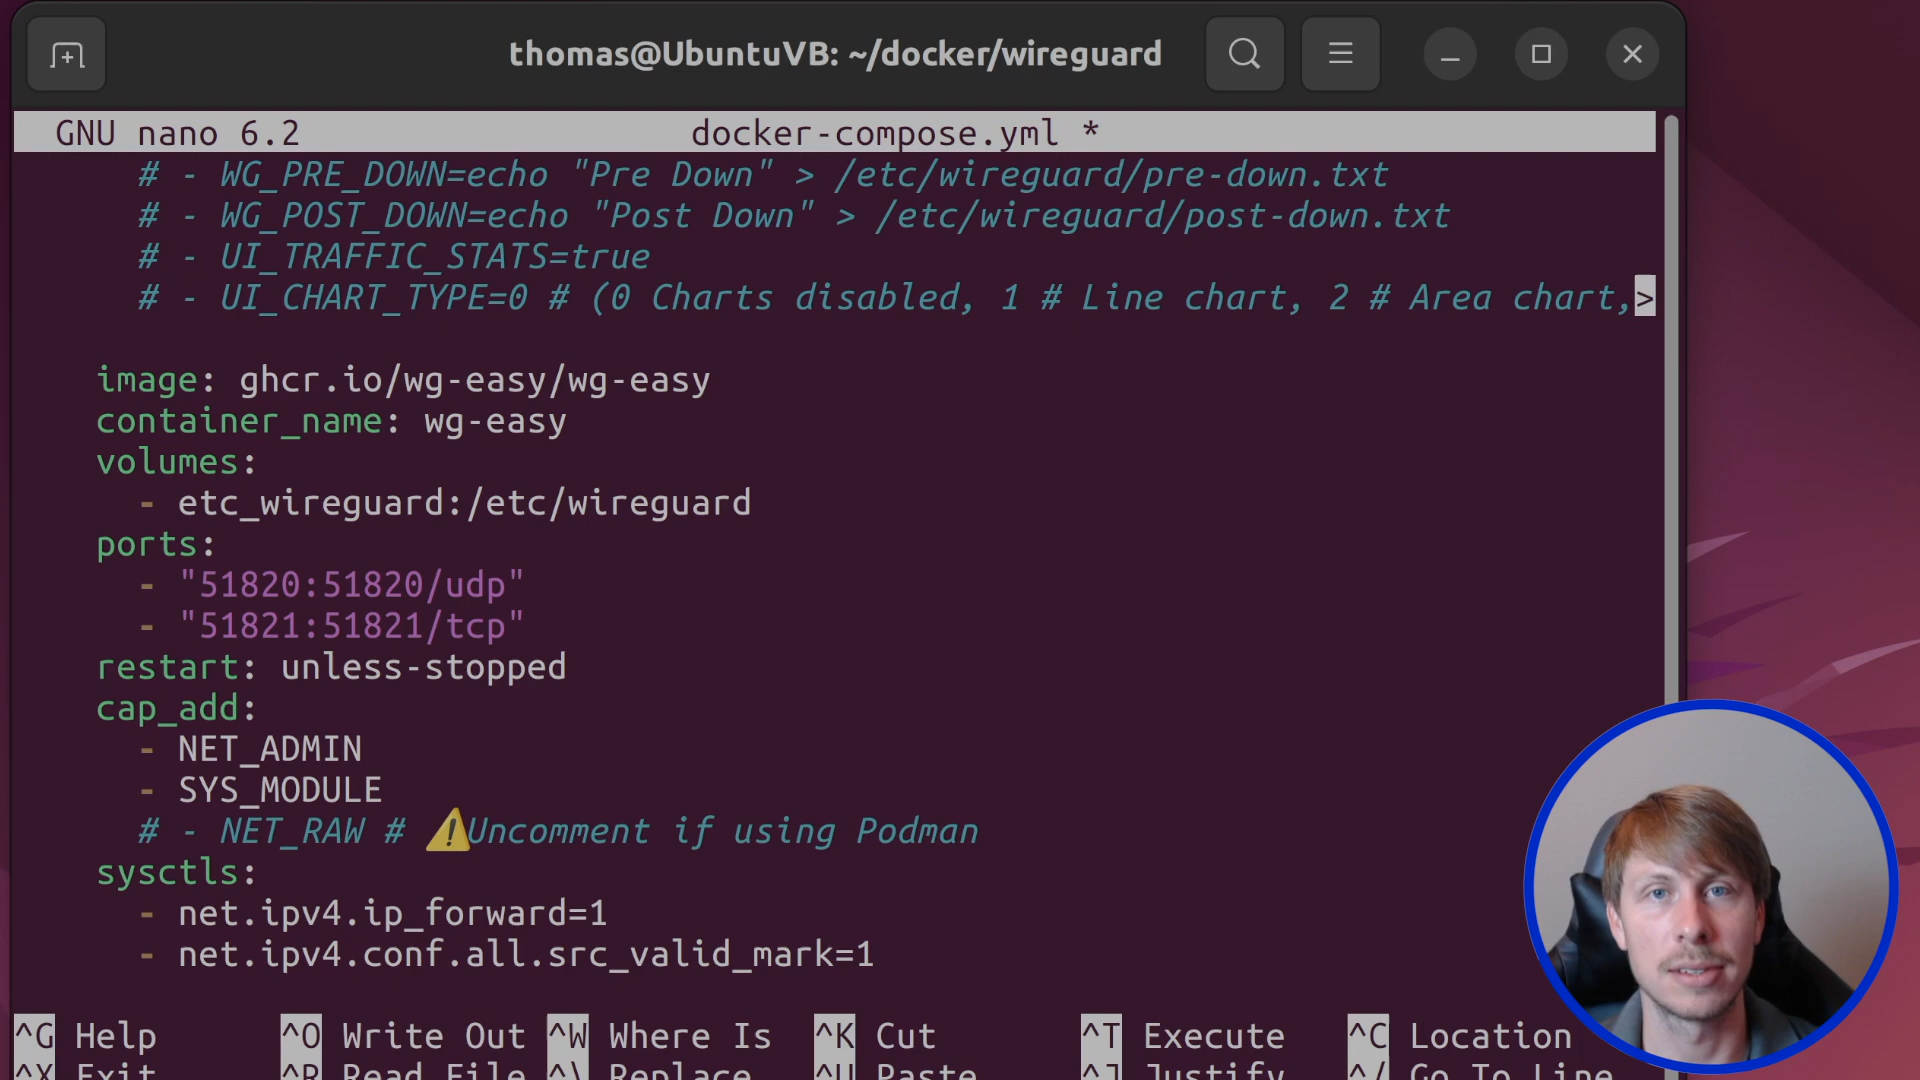 thomas@UbuntuVB: ~/docker/wireguard
GNU nano 6.2 docker-compose.yml *
# - WG_PRE_DOWN=echo "Pre Down" > /etc/wireguard/pre-down.txt
# - WG_POST_DOWN=echo "Post Down" > /etc/wireguard/post-down.txt
# - UI_TRAFFIC_STATS=true
# - UI_CHART_TYPE=0 # (0 Charts disabled, 1 # Line chart, 2 # Area chart,>
image: ghcr.io/wg-easy/wg-easy
container_name: wg-easy
volumes:
- etc_wireguard:/etc/wireguard
ports:
- "51820:51820/udp"
- "51821:51821/tcp"
restart: unless-stopped
cap_add:
- NET_ADMIN
- SYS_MODULE
# - NET_RAW # ⚠️Uncomment if using Podman
sysctls:
- net.ipv4.ip_forward=1
- net.ipv4.conf.all.src_valid_mark=1
^G Help ^O Write Out ^W Where Is ^K Cut ^T Execute ^C Location
^X Exit ^R Read File ^\ Replace ^U Paste ^J Justify ^/ Go To Line